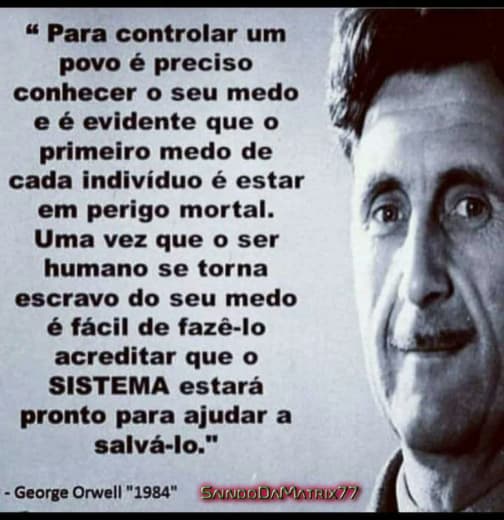 “ Para controlar um
povo é preciso
conhecer o seu medo
e é evidente que o
primeiro medo de
cada indivíduo é estar
em perigo mortal.
Uma vez que o ser
humano se torna
escravo do seu medo
é fácil de fazê-lo
acreditar que o
SISTEMA estará
pronto para ajudar a
salvá-lo."
- George Orwell "1984"
SaindoDaMatrix77